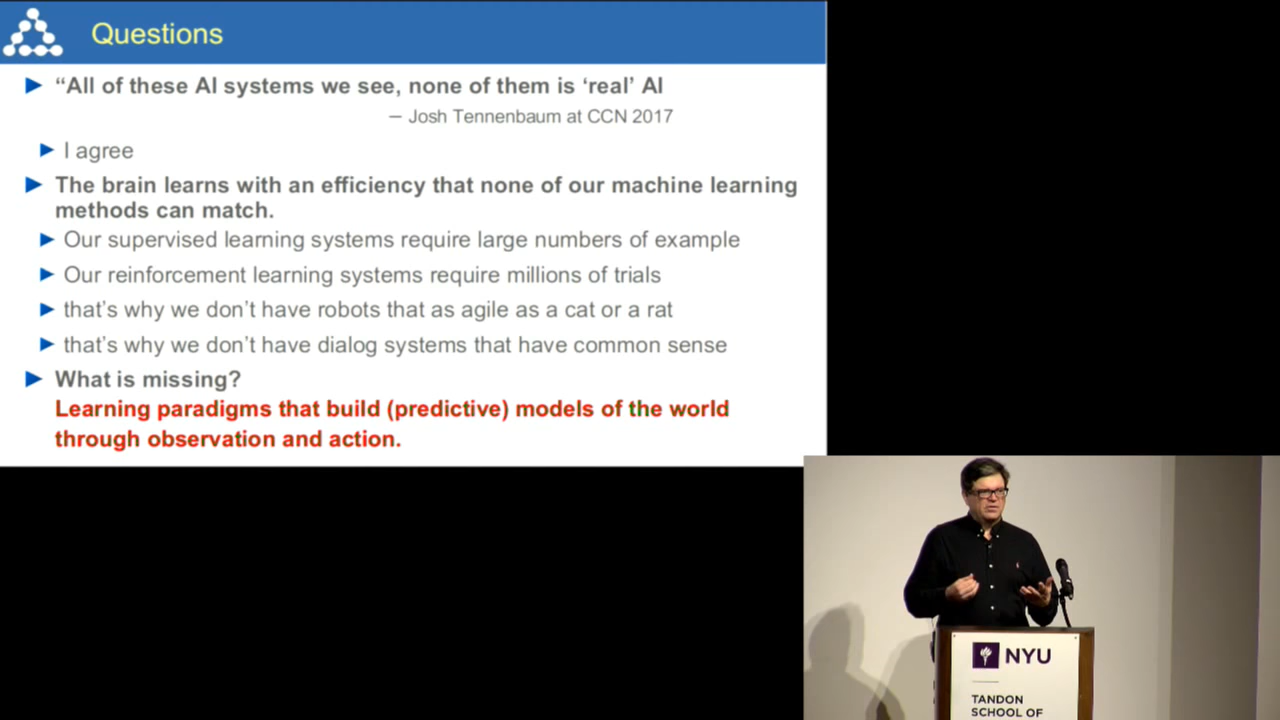 Questions
“All of these AI systems we see, none of them is ‘real’ AI
– Josh Tennenbaum at CCN 2017
I agree
The brain learns with an efficiency that none of our machine learning
methods can match.
Our supervised learning systems require large numbers of example
Our reinforcement learning systems require millions of trials
that’s why we don’t have robots that as agile as a cat or a rat
that’s why we don’t have dialog systems that have common sense
What is missing?
Learning paradigms that build (predictive) models of the world
through observation and action.
NYU
TANDON
SCHOOL OF